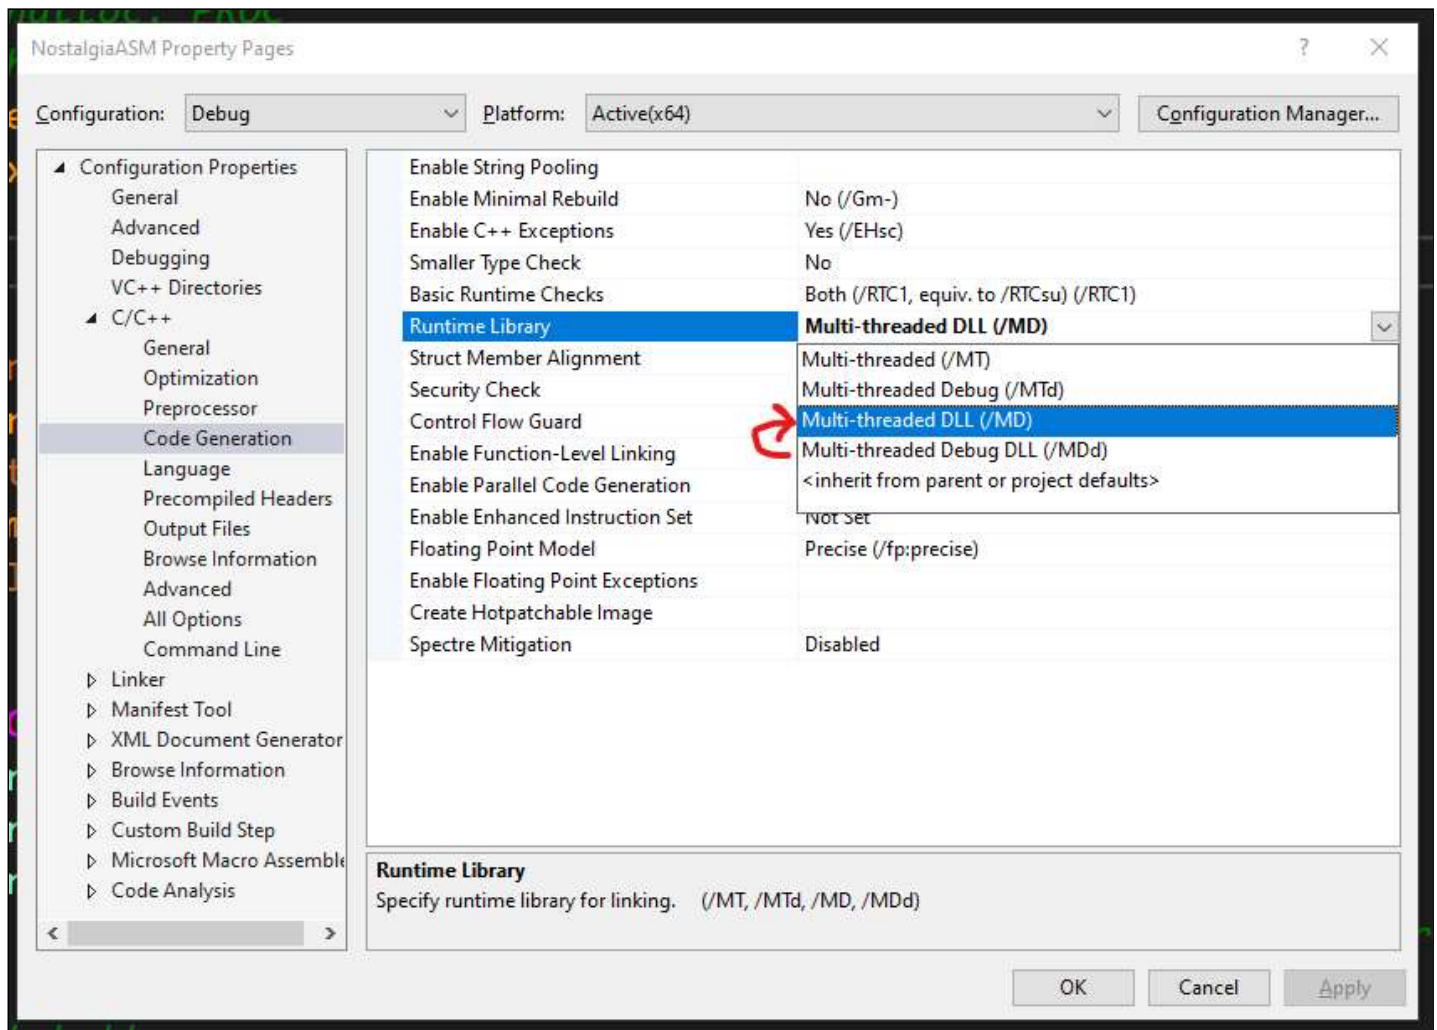 malloc: PROC
NostalgiaASM Property Pages
?
Configuration: Debug Platform: Active(x64) Configuration Manager...
Configuration Properties
General
Advanced
Debugging
VC++ Directories
C/C++
General
Optimization
Preprocessor
Code Generation
Language
Precompiled Headers
Output Files
Browse Information
Advanced
All Options
Command Line
Linker
Manifest Tool
XML Document Generator
Browse Information
Build Events
Custom Build Step
Microsoft Macro Assemble
Code Analysis
Enable String Pooling
Enable Minimal Rebuild No (/Gm-)
Enable C++ Exceptions Yes (/EHsc)
Smaller Type Check No
Basic Runtime Checks Both (/RTC1, equiv. to /RTCsu) (/RTC1)
Runtime Library Multi-threaded DLL (/MD)
Struct Member Alignment
Security Check
Control Flow Guard
Enable Function-Level Linking
Enable Parallel Code Generation
Enable Enhanced Instruction Set Not Set
Floating Point Model Precise (/fp:precise)
Enable Floating Point Exceptions
Create Hotpatchable Image
Spectre Mitigation Disabled
Multi-threaded (/MT)
Multi-threaded Debug (/MTd)
Multi-threaded DLL (/MD)
Multi-threaded Debug DLL (/MDd)
<inherit from parent or project defaults>
Runtime Library
Specify runtime library for linking. (/MT, /MTd, /MD, /MDd)
OK Cancel Apply